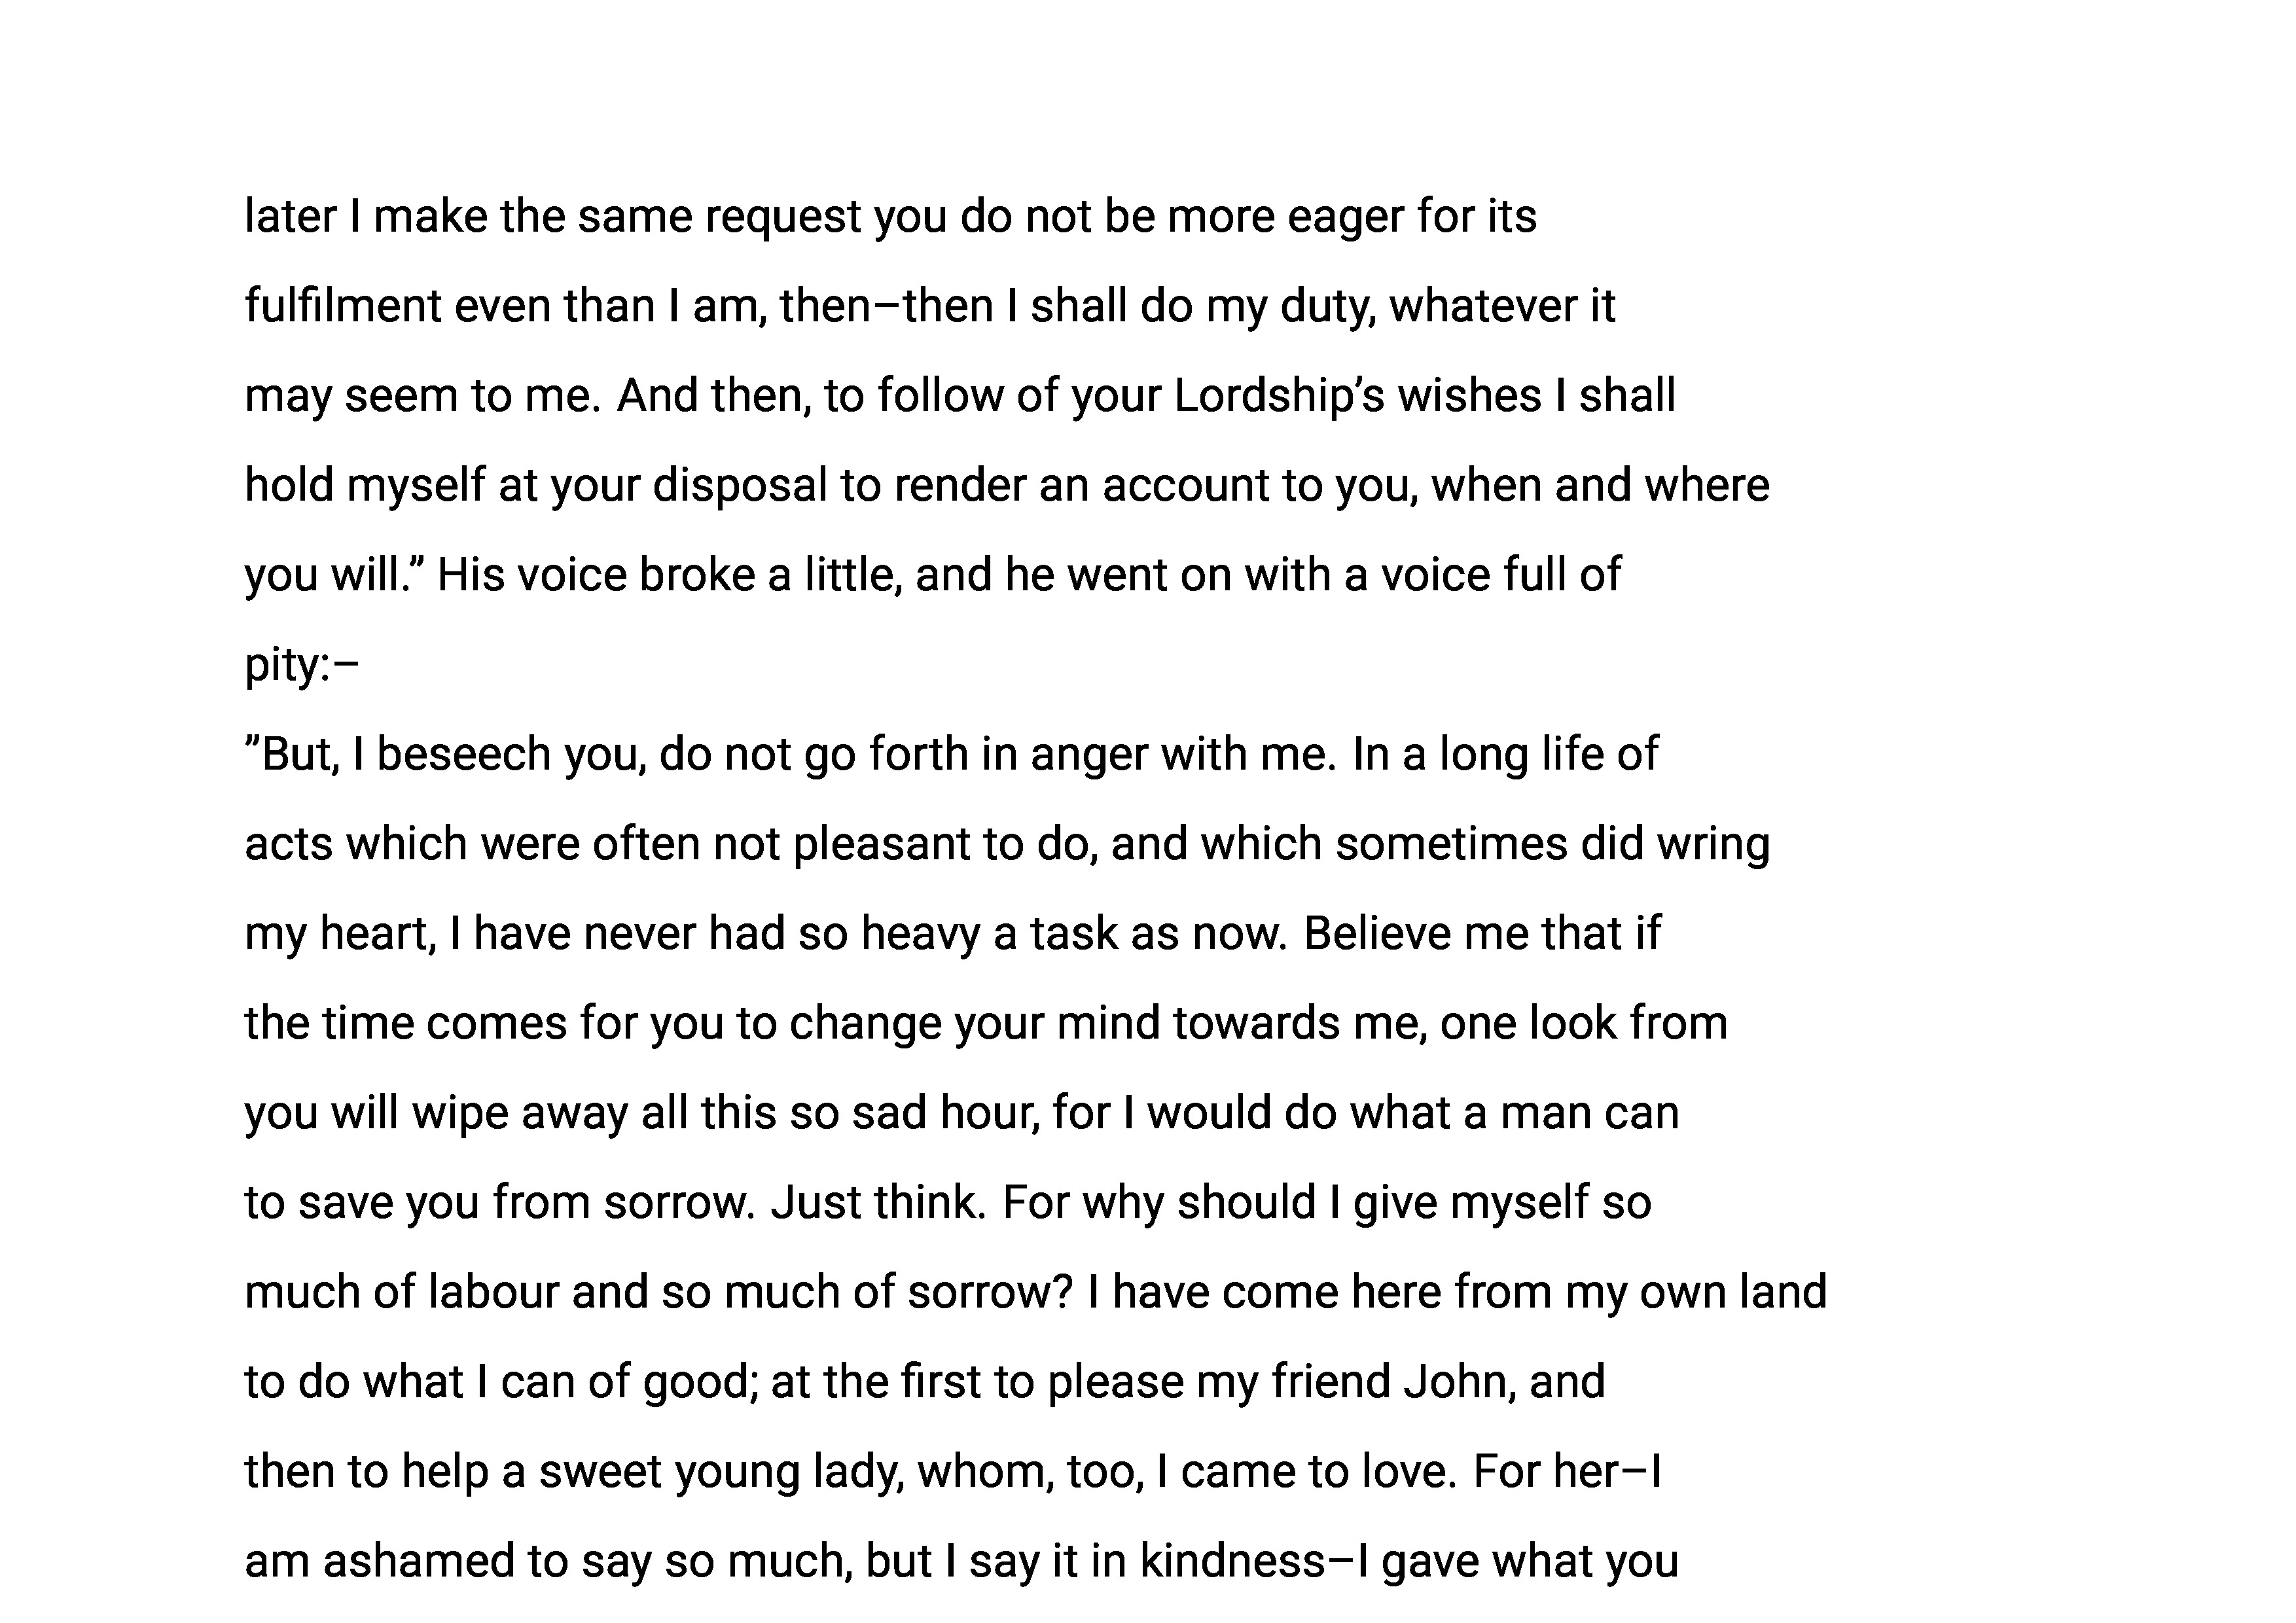 later I make the same request you do not be more eager for its
fulfilment even than I am, then–then I shall do my duty, whatever it
may seem to me. And then, to follow of your Lordship’s wishes I shall
hold myself at your disposal to render an account to you, when and where
you will.” His voice broke a little, and he went on with a voice full of
pity:–
”But, I beseech you, do not go forth in anger with me. In a long life of
acts which were often not pleasant to do, and which sometimes did wring
my heart, I have never had so heavy a task as now. Believe me that if
the time comes for you to change your mind towards me, one look from
you will wipe away all this so sad hour, for I would do what a man can
to save you from sorrow. Just think. For why should I give myself so
much of labour and so much of sorrow? I have come here from my own land
to do what I can of good; at the first to please my friend John, and
then to help a sweet young lady, whom, too, I came to love. For her–I
am ashamed to say so much, but I say it in kindness–I gave what you